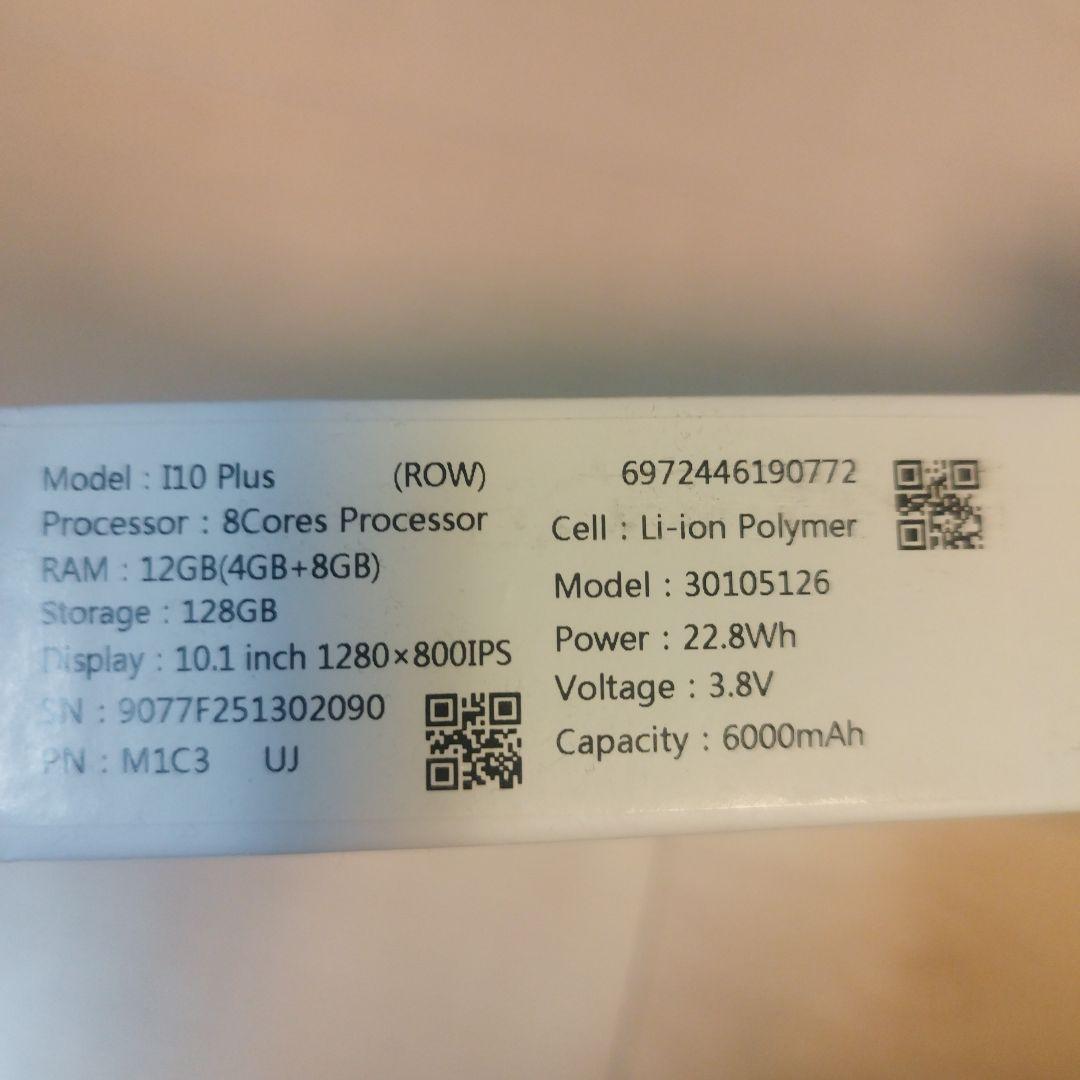 Model : I10 Plus (ROW)
Processor : 8Cores Processor
RAM : 12GB(4GB+8GB)
Storage : 128GB
Display : 10.1 inch 1280×800IPS
SN : 9077F251302090
PN : M1C3 UJ
6972446190772
Cell : Li-ion Polymer
Model : 30105126
Power : 22.8Wh
Voltage : 3.8V
Capacity : 6000mAh